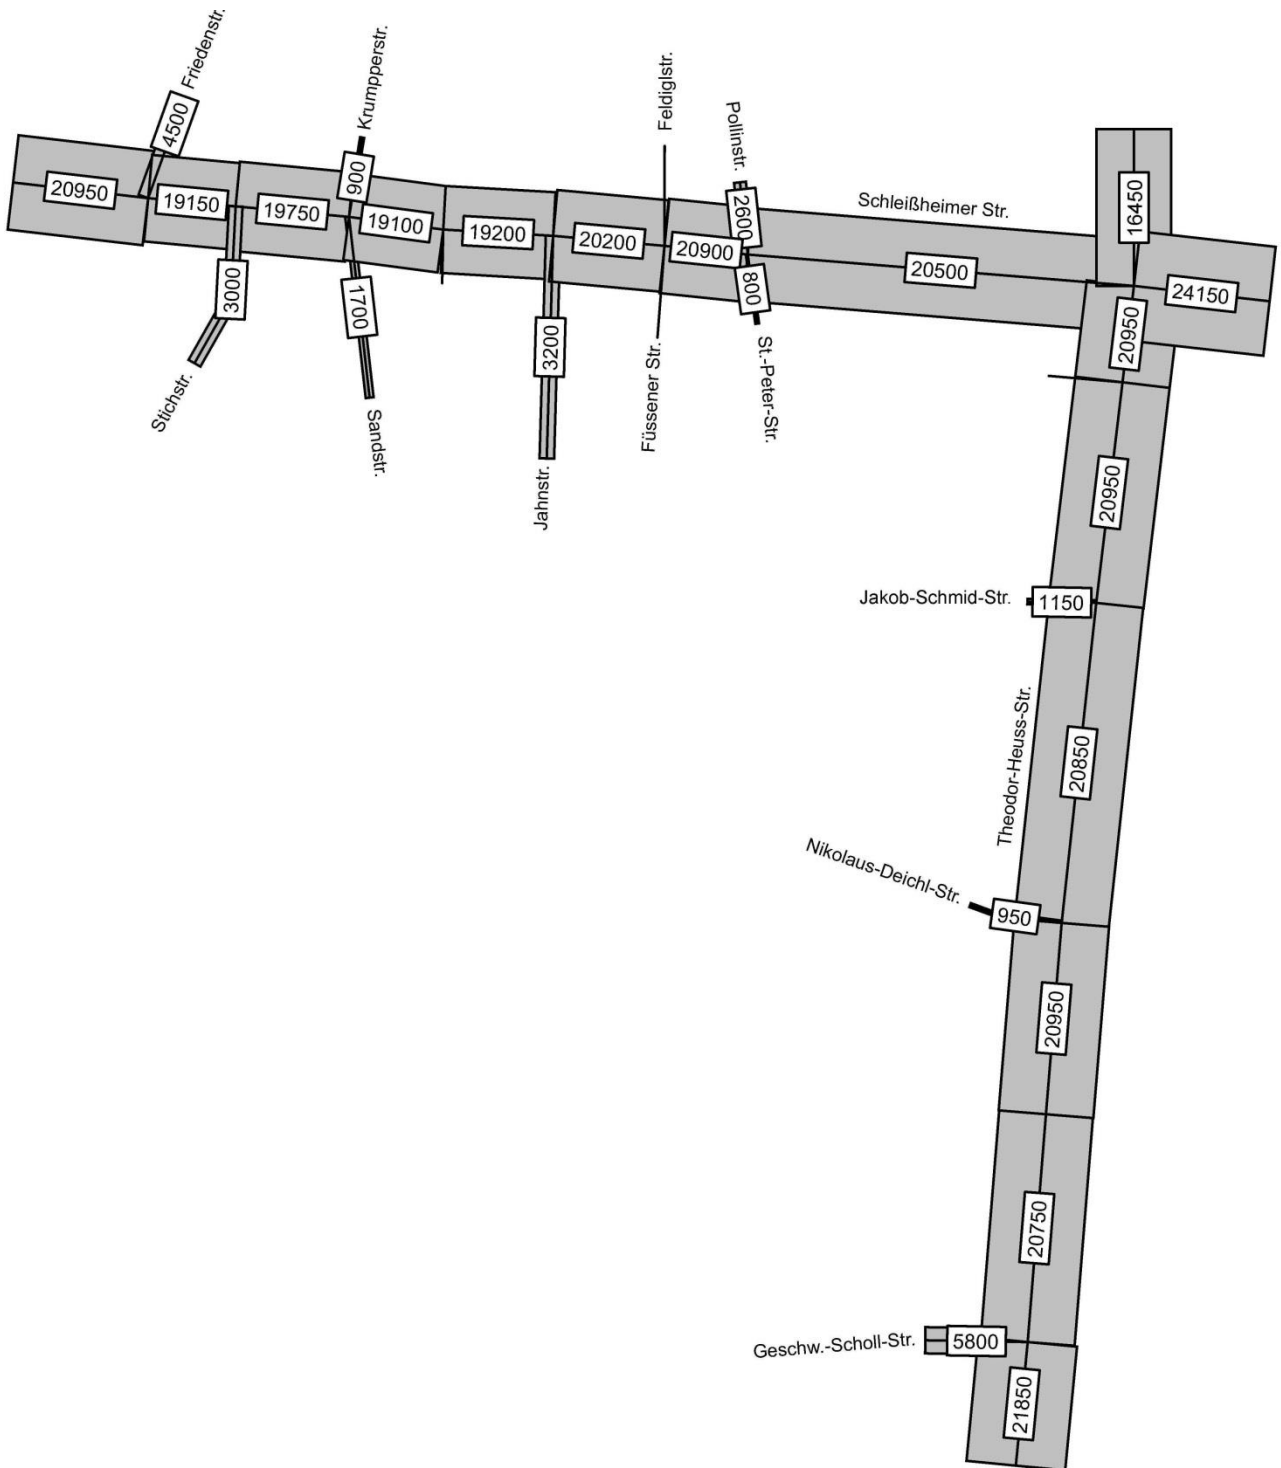 Friedenstr.
4500
Krumpperstr.
900
Feldiglstr.
Pollinstr.
2600
Schleißheimer Str.
16450
20950
19150
19750
19100
19200
20200
20900
20500
24150
3000
Stichstr.
1700
Sandstr.
3200
Jahnstr.
Füssener Str.
800
St.-Peter-Str.
20950
20950
Jakob-Schmid-Str.
1150
Theodor-Heuss-Str.
20850
Nikolaus-Deichl-Str.
950
20950
20750
Geschw.-Scholl-Str.
5800
21850